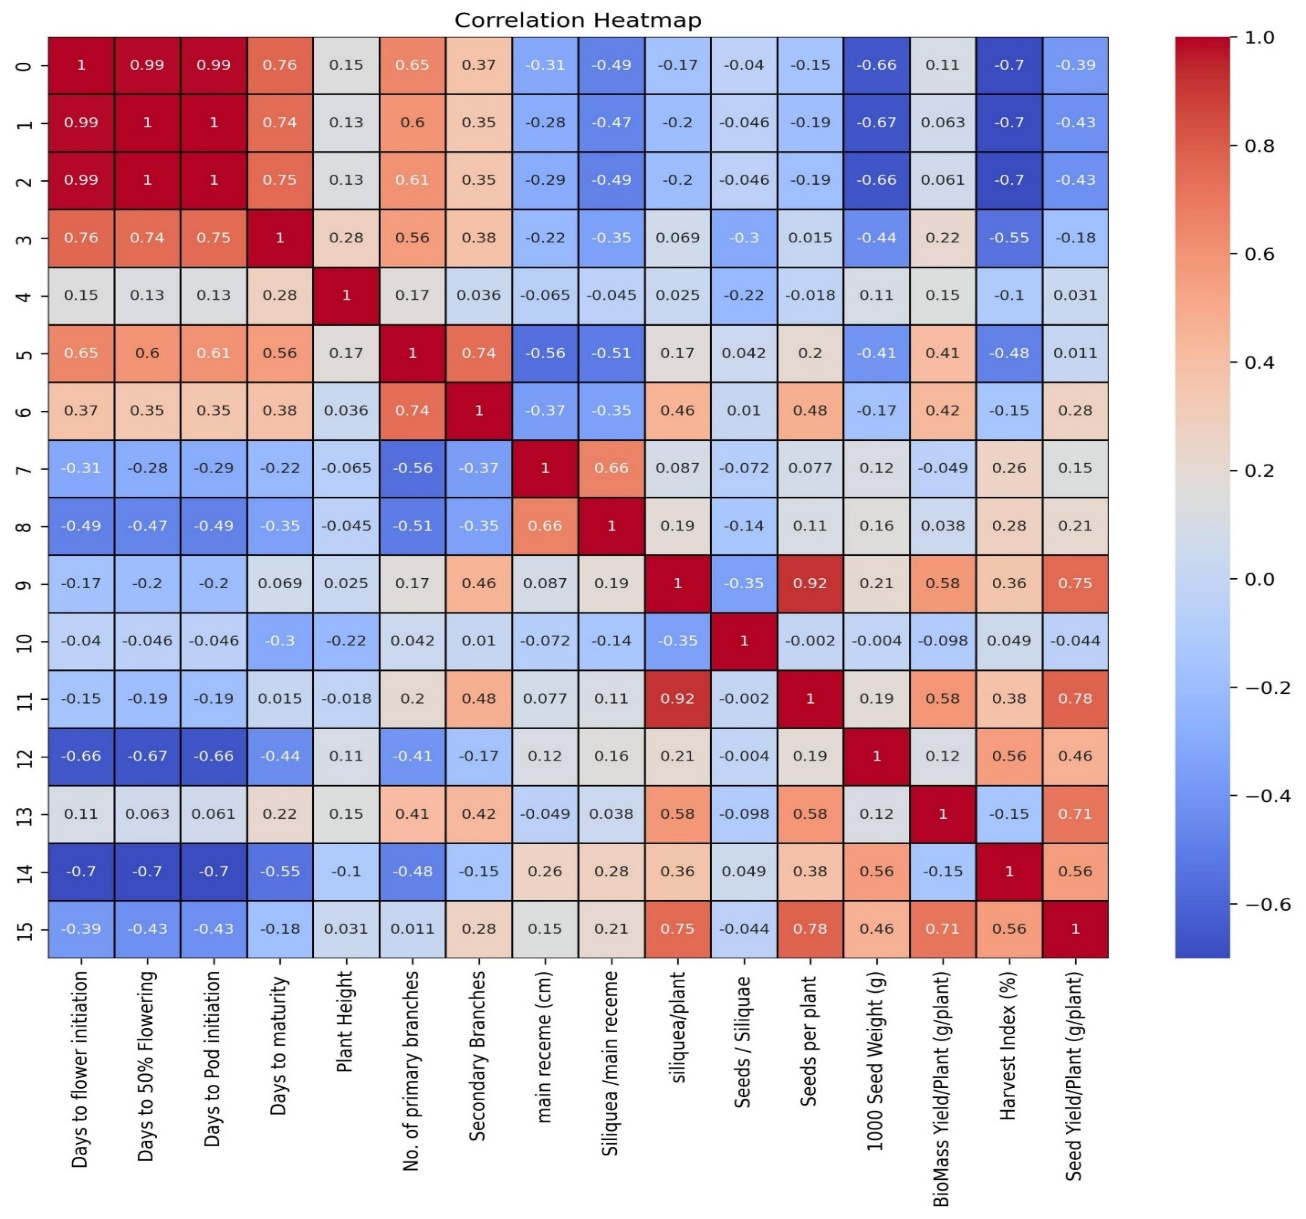 Correlation Heatmap
0 1 0.99 0.99 0.76 0.15 0.65 0.37 -0.31 -0.49 -0.17 -0.04 -0.15 -0.66 0.11 -0.7 -0.39
1 0.99 1 1 0.74 0.13 0.6 0.35 -0.28 -0.47 -0.2 -0.046 -0.19 -0.67 0.063 -0.7 -0.43
2 0.99 1 1 0.75 0.13 0.61 0.35 -0.29 -0.49 -0.2 -0.046 -0.19 -0.66 0.061 -0.7 -0.43
3 0.76 0.74 0.75 1 0.28 0.56 0.38 -0.22 -0.35 0.069 -0.3 0.015 -0.44 0.22 -0.55 -0.18
4 0.15 0.13 0.13 0.28 1 0.17 0.036 -0.065 -0.045 0.025 -0.22 -0.018 0.11 0.15 -0.1 0.031
5 0.65 0.6 0.61 0.56 0.17 1 0.74 -0.56 -0.51 0.17 0.042 0.2 -0.41 0.41 -0.48 0.011
6 0.37 0.35 0.35 0.38 0.036 0.74 1 -0.37 -0.35 0.46 0.01 0.48 -0.17 0.42 -0.15 0.28
7 -0.31 -0.28 -0.29 -0.22 -0.065 -0.56 -0.37 1 0.66 0.087 -0.072 0.077 0.12 -0.049 0.26 0.15
8 -0.49 -0.47 -0.49 -0.35 -0.045 -0.51 -0.35 0.66 1 0.19 -0.14 0.11 0.16 0.038 0.28 0.21
9 -0.17 -0.2 -0.2 0.069 0.025 0.17 0.46 0.087 0.19 1 -0.35 0.92 0.21 0.58 0.36 0.75
10 -0.04 -0.046 -0.046 -0.3 -0.22 0.042 0.01 -0.072 -0.14 -0.35 1 -0.002 -0.004 -0.098 0.049 -0.044
11 -0.15 -0.19 -0.19 0.015 -0.018 0.2 0.48 0.077 0.11 0.92 -0.002 1 0.19 0.58 0.38 0.78
12 -0.66 -0.67 -0.66 -0.44 0.11 -0.41 -0.17 0.12 0.16 0.21 -0.004 0.19 1 0.12 0.56 0.46
13 0.11 0.063 0.061 0.22 0.15 0.41 0.42 -0.049 0.038 0.58 -0.098 0.58 0.12 1 -0.15 0.71
14 -0.7 -0.7 -0.7 -0.55 -0.1 -0.48 -0.15 0.26 0.28 0.36 0.049 0.38 0.56 -0.15 1 0.56
15 -0.39 -0.43 -0.43 -0.18 0.031 0.011 0.28 0.15 0.21 0.75 -0.044 0.78 0.46 0.71 0.56 1
Days to flower initiation
Days to 50% Flowering
Days to Pod initiation
Days to maturity
Plant Height
No. of primary branches
Secondary Branches
main receme (cm)
Siliquea /main receme
siliquea/plant
Seeds / Siliquae
Seeds per plant
1000 Seed Weight (g)
BioMass Yield/Plant (g/plant)
Harvest Index (%)
Seed Yield/Plant (g/plant)
1.0
0.8
0.6
0.4
0.2
0.0
−0.2
−0.4
−0.6